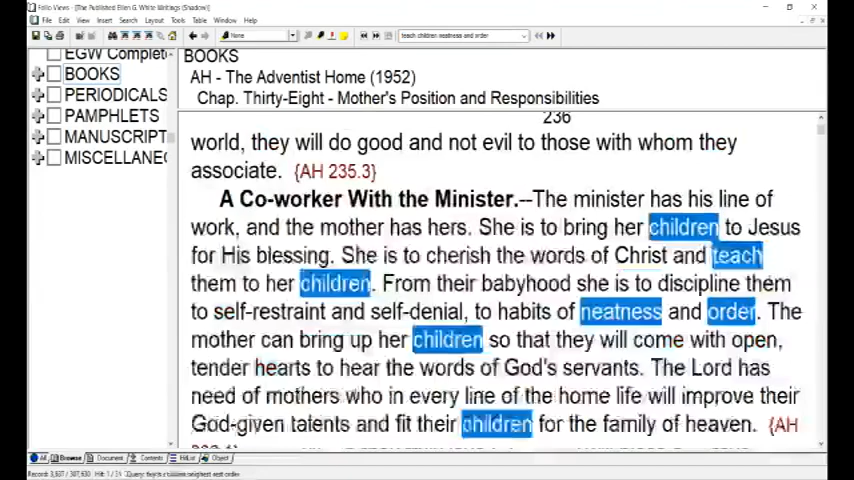 Folio Views - [The Published Ellen G. White Writings (Shadow)]
File Edit View Insert Search Layout Tools Table Window Help
None
teach children neatness and order
EGW Complete
BOOKS
PERIODICALS
PAMPHLETS
MANUSCRIPT
MISCELLANEO
BOOKS
AH - The Adventist Home (1952)
Chap. Thirty-Eight - Mother's Position and Responsibilities
236
world, they will do good and not evil to those with whom they
associate. {AH 235.3}
A Co-worker With the Minister.--The minister has his line of
work, and the mother has hers. She is to bring her children to Jesus
for His blessing. She is to cherish the words of Christ and teach
them to her children. From their babyhood she is to discipline them
to self-restraint and self-denial, to habits of neatness and order. The
mother can bring up her children so that they will come with open,
tender hearts to hear the words of God's servants. The Lord has
need of mothers who in every line of the home life will improve their
God-given talents and fit their children for the family of heaven. {AH
All Browse Document Contents HitList Object